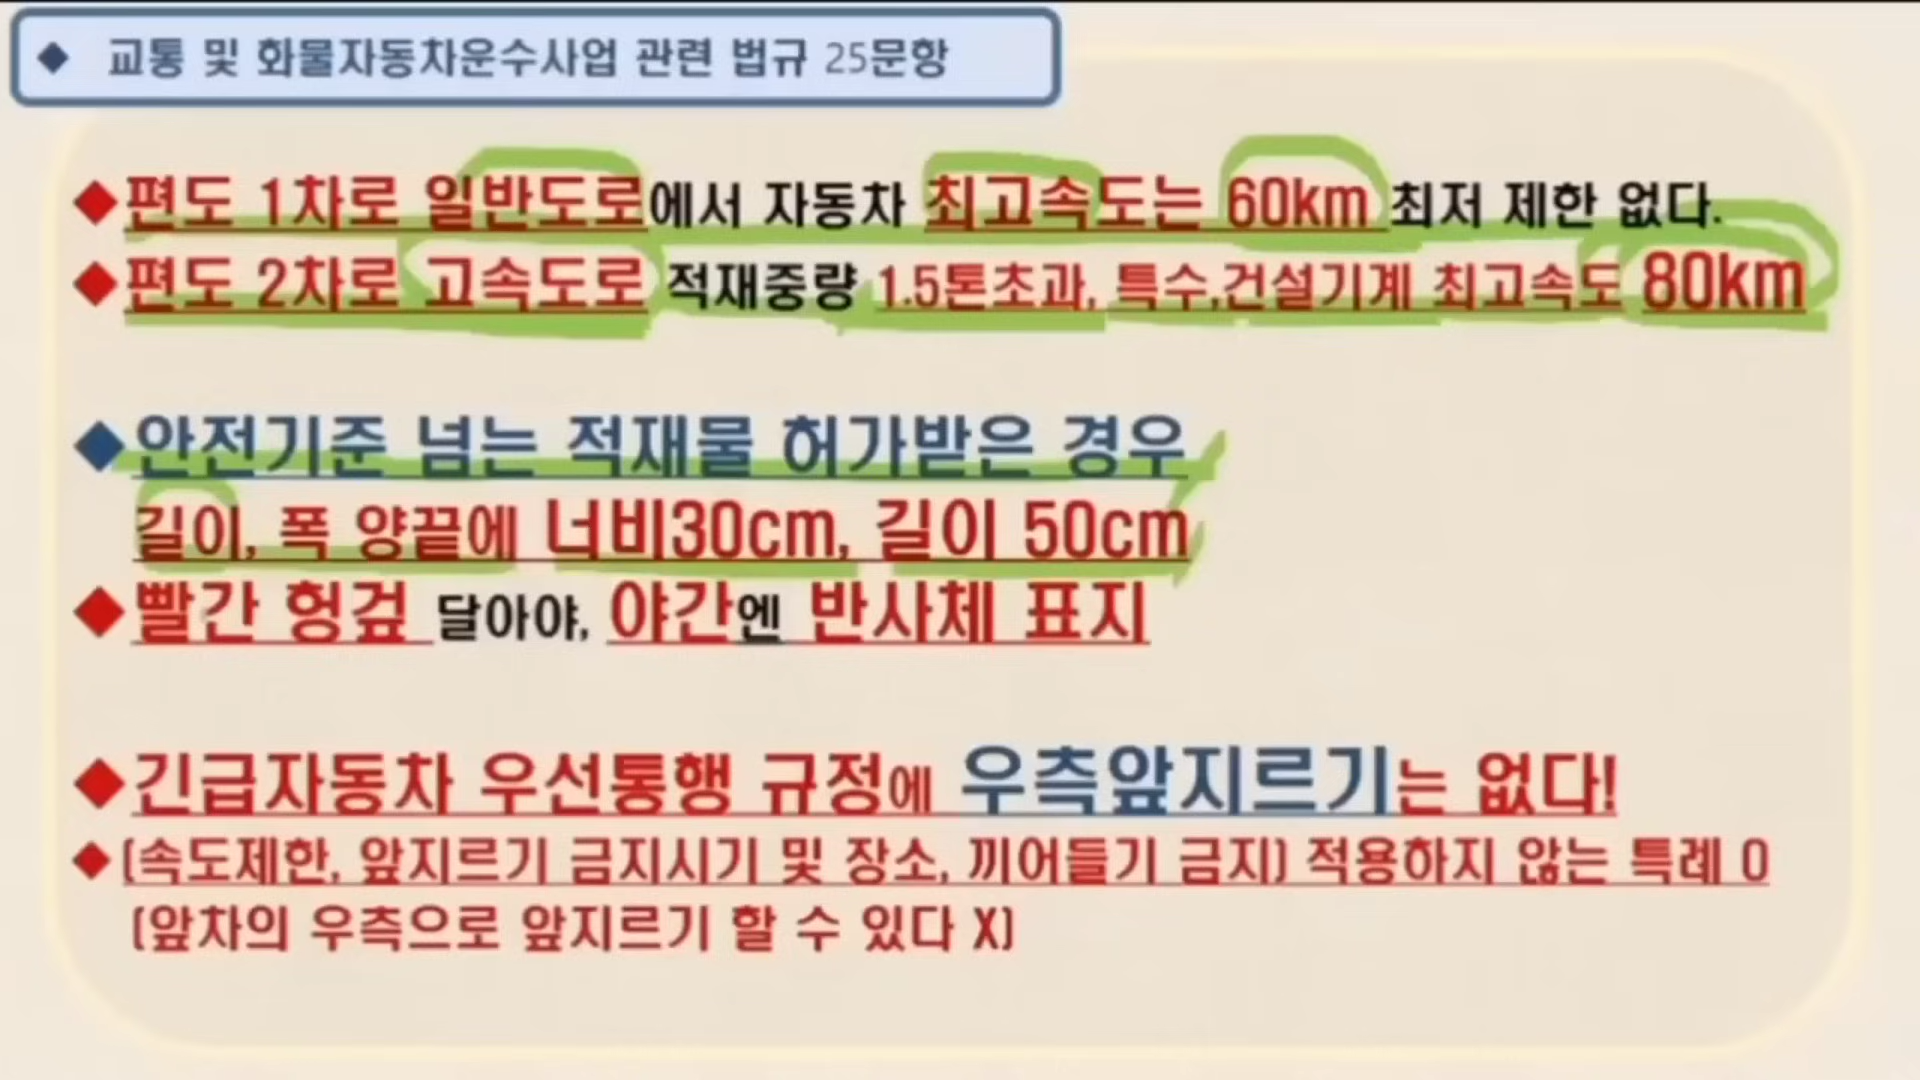 ◆ 교통 및 화물자동차운수사업 관련 법규 25문항
◆편도 1차로 일반도로에서 자동차 최고속도는 60km 최저 제한 없다.
◆편도 2차로 고속도로 적재중량 1.5톤초과, 특수,건설기계 최고속도 80km
◆안전기준 넘는 적재물 허가받은 경우
길이, 폭 양끝에 너비30cm, 길이 50cm
◆빨간 헝겊 달아야, 야간엔 반사체 표지
◆긴급자동차 우선통행 규정에 우측앞지르기는 없다!
◆(속도제한, 앞지르기 금지시기 및 장소, 끼어들기 금지) 적용하지 않는 특례 O
(앞차의 우측으로 앞지르기 할 수 있다 X)